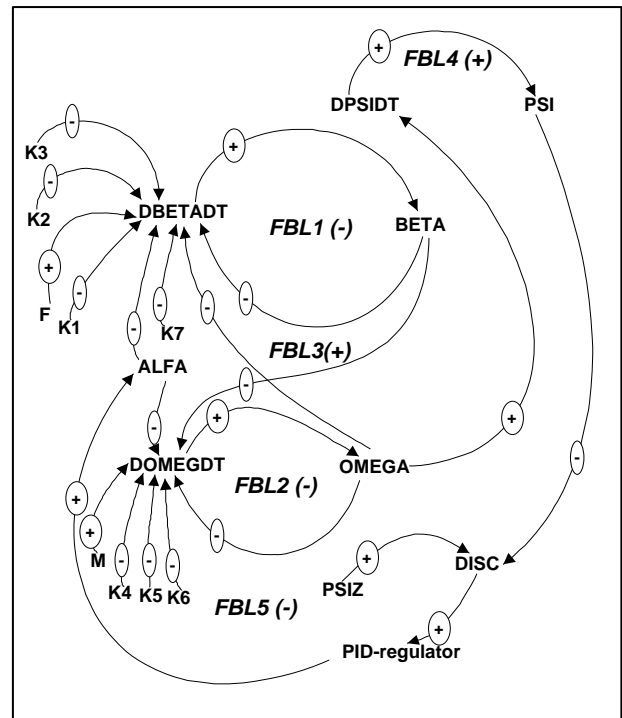 +
FBL4 (+)
DPSIDT
PSI
-
K3
+
-
K2
DBETADT
BETA
FBL1 (-)
+
F
-
K1
-
K7
-
-
-
FBL3(+)
ALFA
-
-
+
+
DOMEGDT
OMEGA
FBL2 (-)
-
+
+
M
-
K4
-
K5
-
K6
-
+
PSIZ
DISC
FBL5 (-)
+
PID-regulator